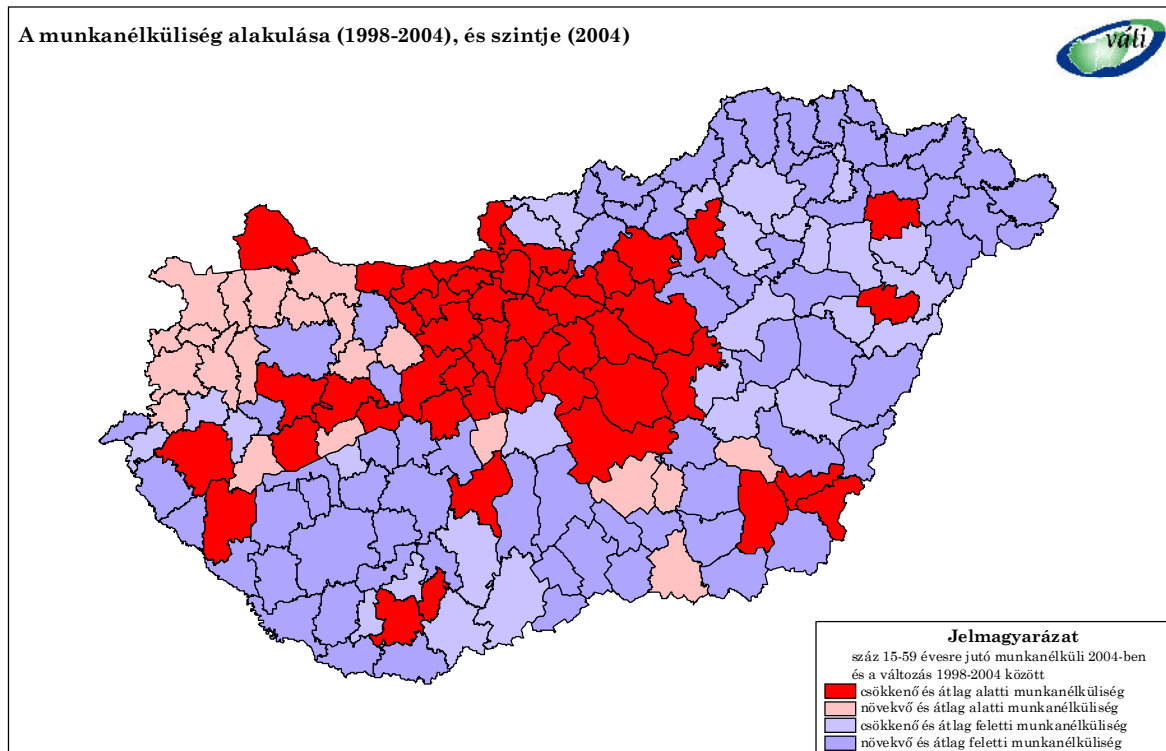 A munkanélküliség alakulása (1998-2004), és szintje (2004)
váti
Jelmagyarázat
száz 15-59 évesre jutó munkanélküli 2004-ben
és a változás 1998-2004 között
csökkenő és átlag alatti munkanélküliség
növekvő és átlag alatti munkanélküliség
csökkenő és átlag feletti munkanélküliség
növekvő és átlag feletti munkanélküliség